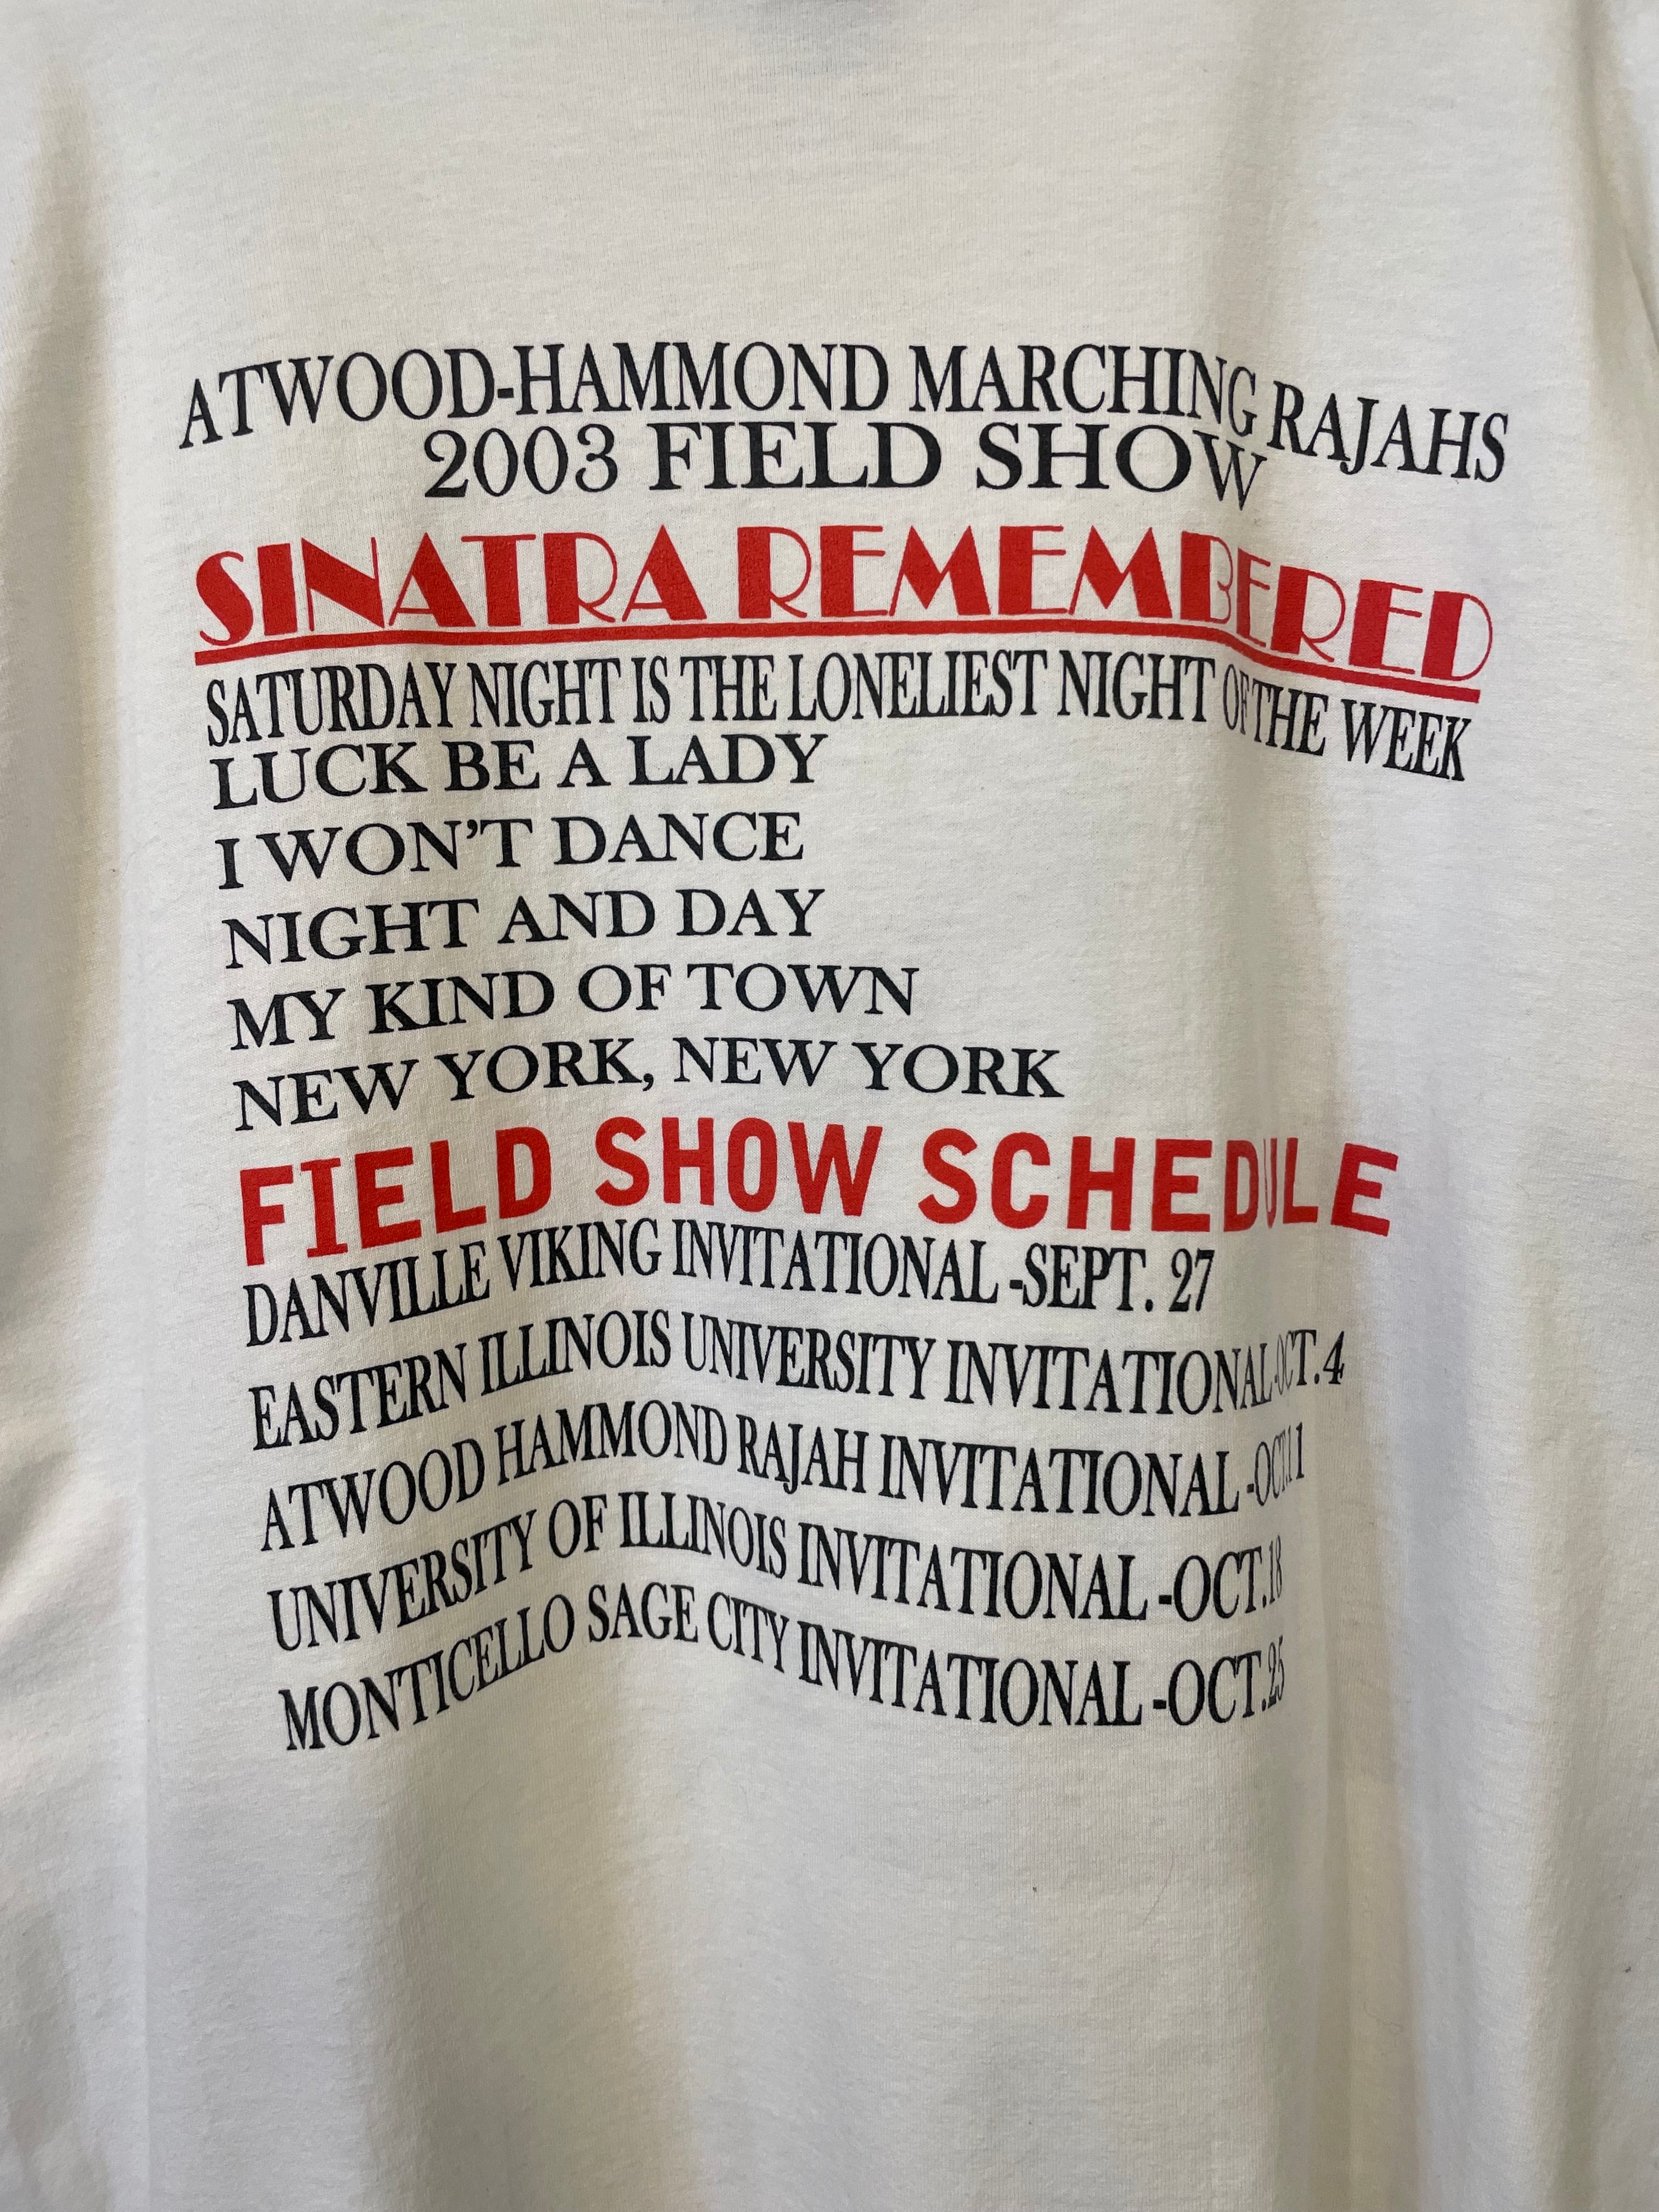 ATWOOD-HAMMOND MARCHING RAJAHS
2003 FIELD SHOW
SINATRA REMEMBERED
SATURDAY NIGHT IS THE LONELIEST NIGHT OF THE WEEK
LUCK BE A LADY
I WON'T DANCE
NIGHT AND DAY
MY KIND OF TOWN
NEW YORK, NEW YORK
FIELD SHOW SCHEDULE
DANVILLE VIKING INVITATIONAL -SEPT. 27
EASTERN ILLINOIS UNIVERSITY INVITATIONAL-OCT. 4
ATWOOD HAMMOND RAJAH INVITATIONAL -OCT.11
UNIVERSITY OF ILLINOIS INVITATIONAL -OCT.18
MONTICELLO SAGE CITY INVITATIONAL -OCT.25